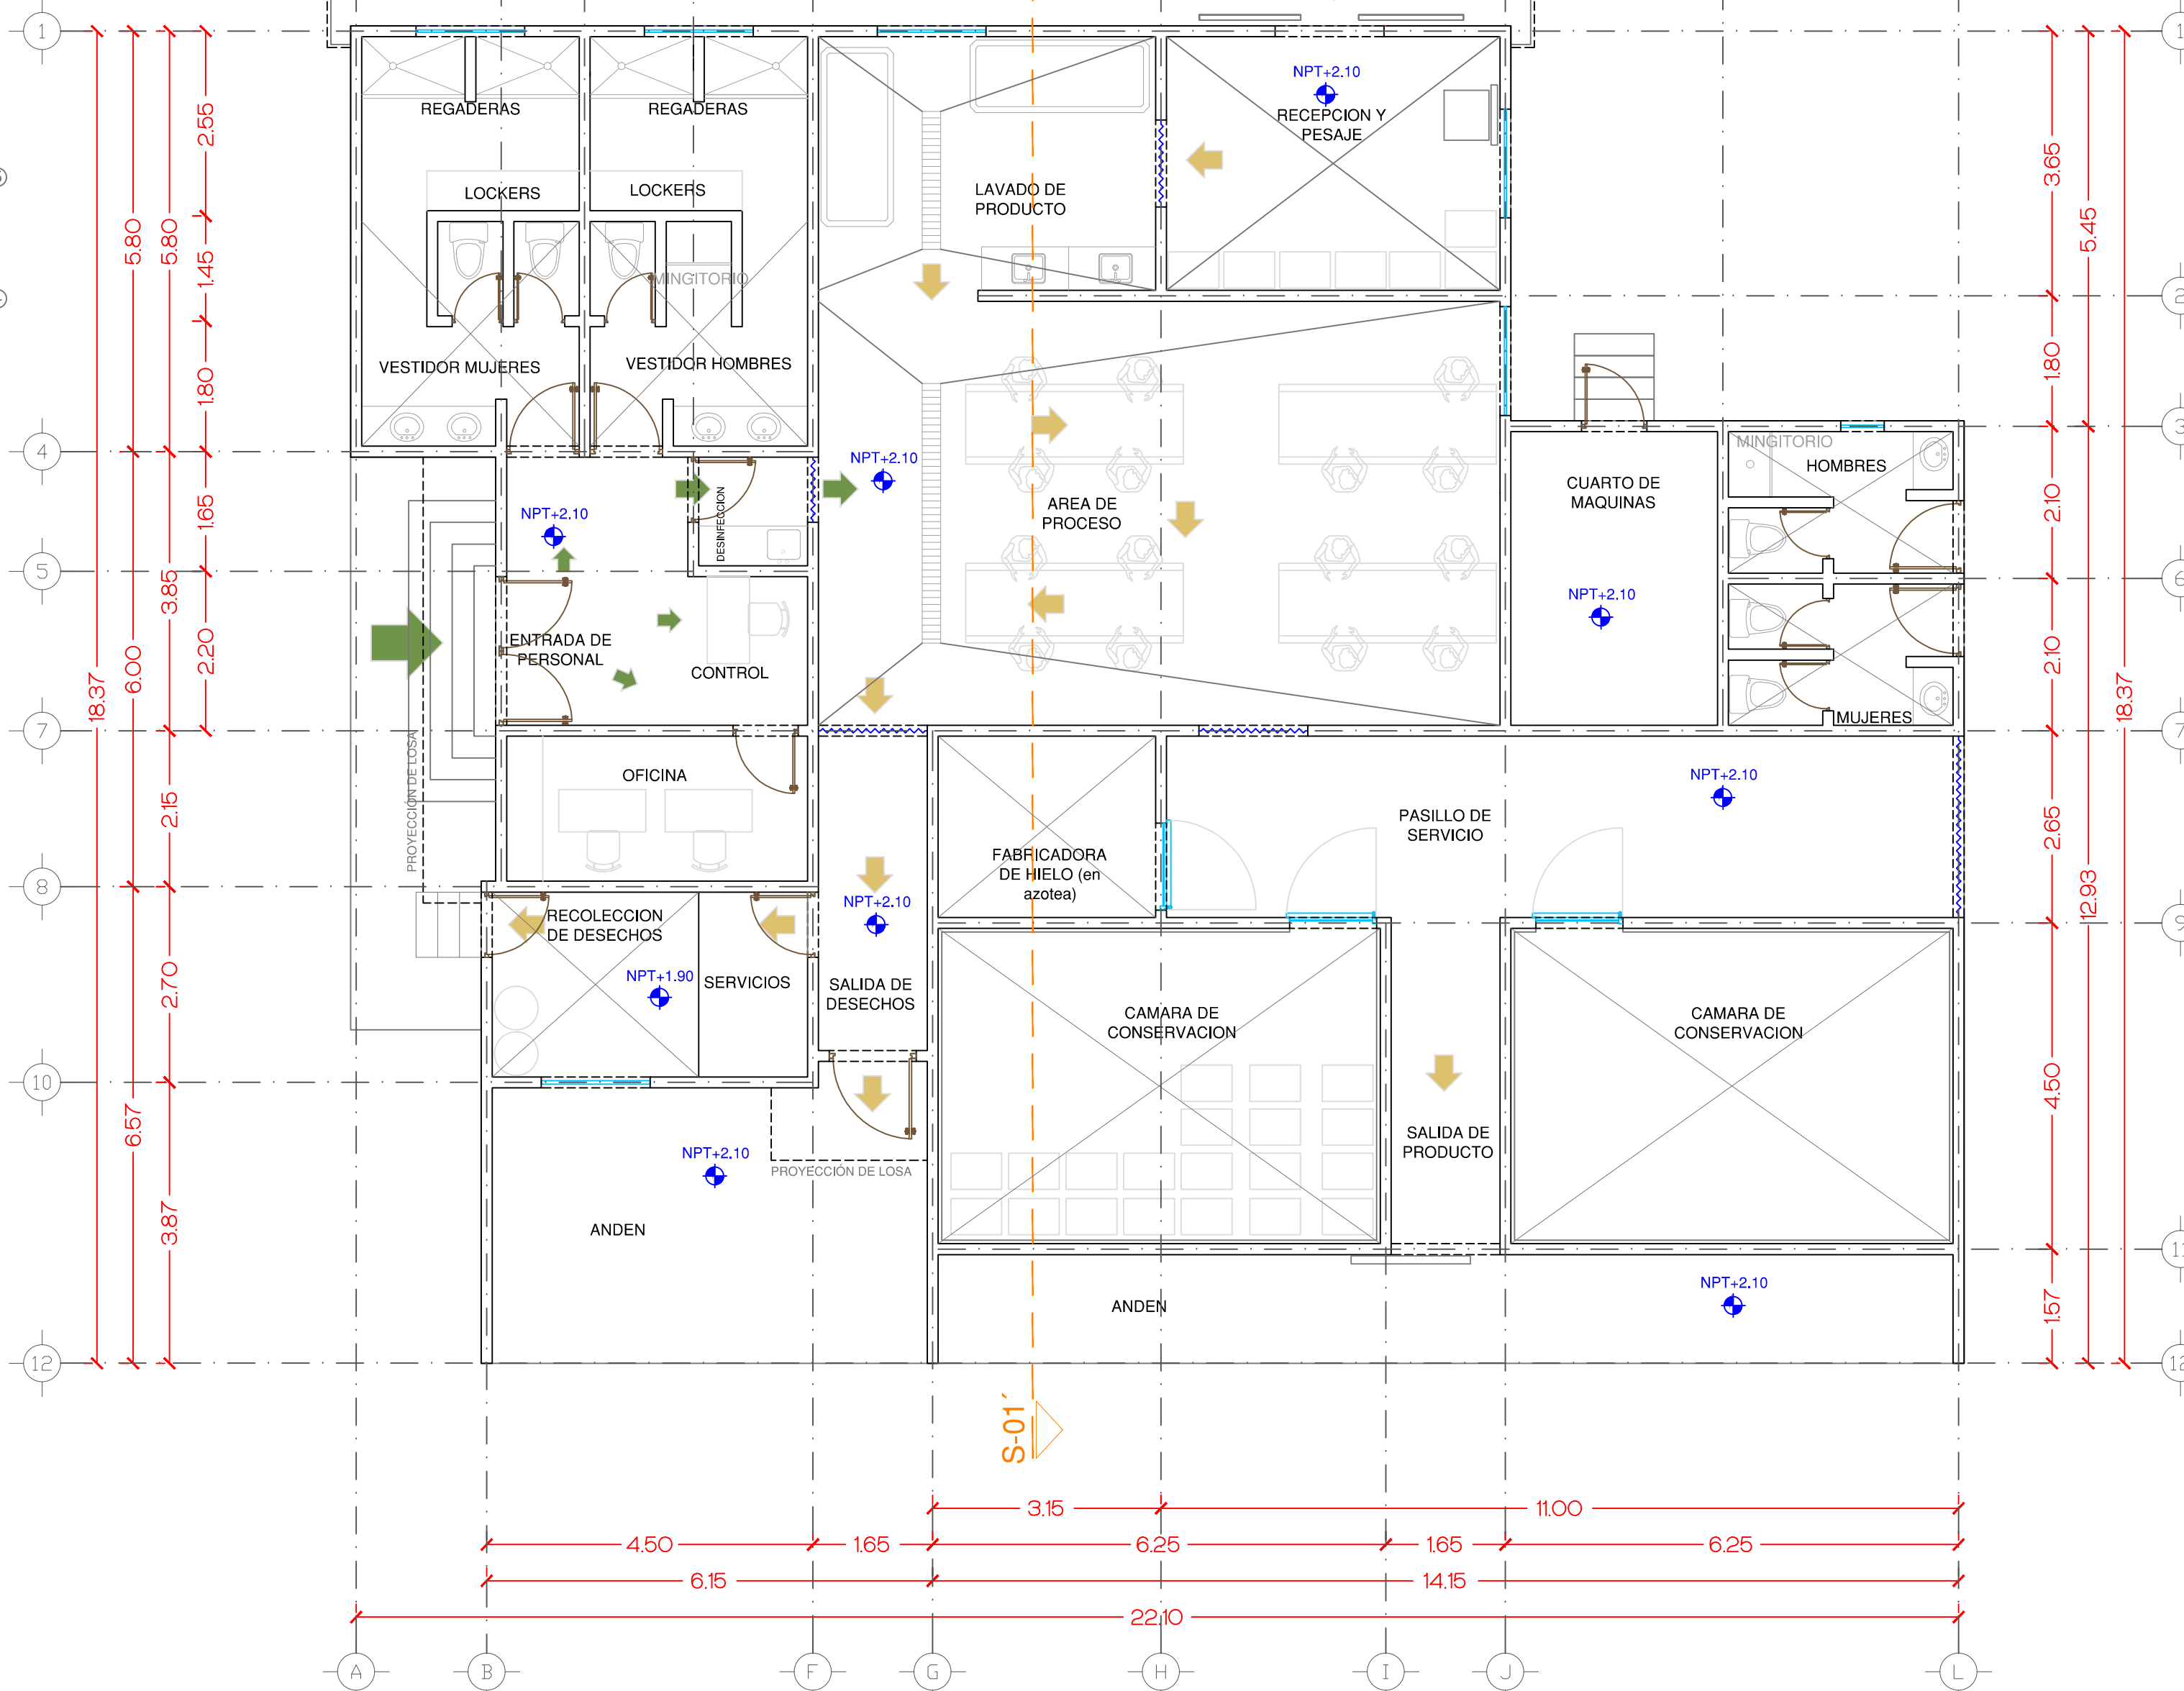 1
1
NPT+2.10
RECEPCION Y
PESAJE
REGADERAS
REGADERAS
2.55
3.65
LOCKERS
LOCKERS
LAVADO DE
PRODUCTO
5.80
5.80
1.45
5.45
MINGITORIO
2
VESTIDOR MUJERES
VESTIDOR HOMBRES
1.80
1.80
4
3
MINGITORIO
HOMBRES
NPT+2.10
CUARTO DE
MAQUINAS
NPT+2.10
DESINFECCION
AREA DE
PROCESO
1.65
2.10
5
6
3.85
NPT+2.10
ENTRADA DE
PERSONAL
CONTROL
2.20
2.10
6.00
18.37
18.37
MUJERES
7
7
PROYECCIÓN DE LOSA
OFICINA
NPT+2.10
PASILLO DE
SERVICIO
2.15
2.65
FABRICADORA
DE HIELO (en
azotea)
8
NPT+2.10
12.93
RECOLECCION
DE DESECHOS
9
NPT+1.90
SERVICIOS
SALIDA DE
DESECHOS
2.70
CAMARA DE
CONSERVACION
CAMARA DE
CONSERVACION
10
4.50
6.57
SALIDA DE
PRODUCTO
NPT+2.10
PROYECCIÓN DE LOSA
3.87
ANDEN
11
NPT+2.10
ANDEN
1.57
12
12
S-01´
3.15
11.00
4.50
1.65
6.25
1.65
6.25
6.15
14.15
22.10
A
B
F
G
H
I
J
L